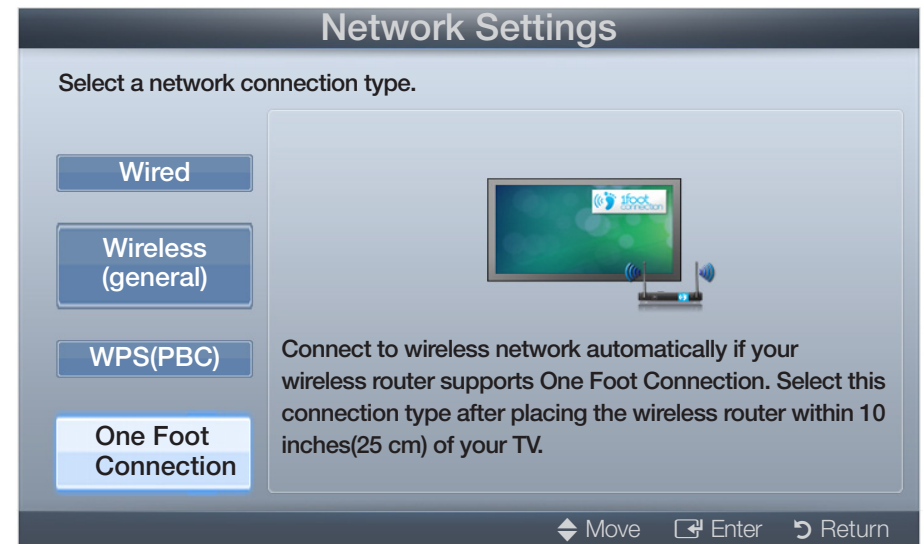 Network Settings
Select a network connection type.
Wired
Wireless
(general)
WPS(PBC)
One Foot
Connection
1foot
connection
Connect to wireless network automatically if your
wireless router supports One Foot Connection. Select this
connection type after placing the wireless router within 10
inches(25 cm) of your TV.
Move Enter Return